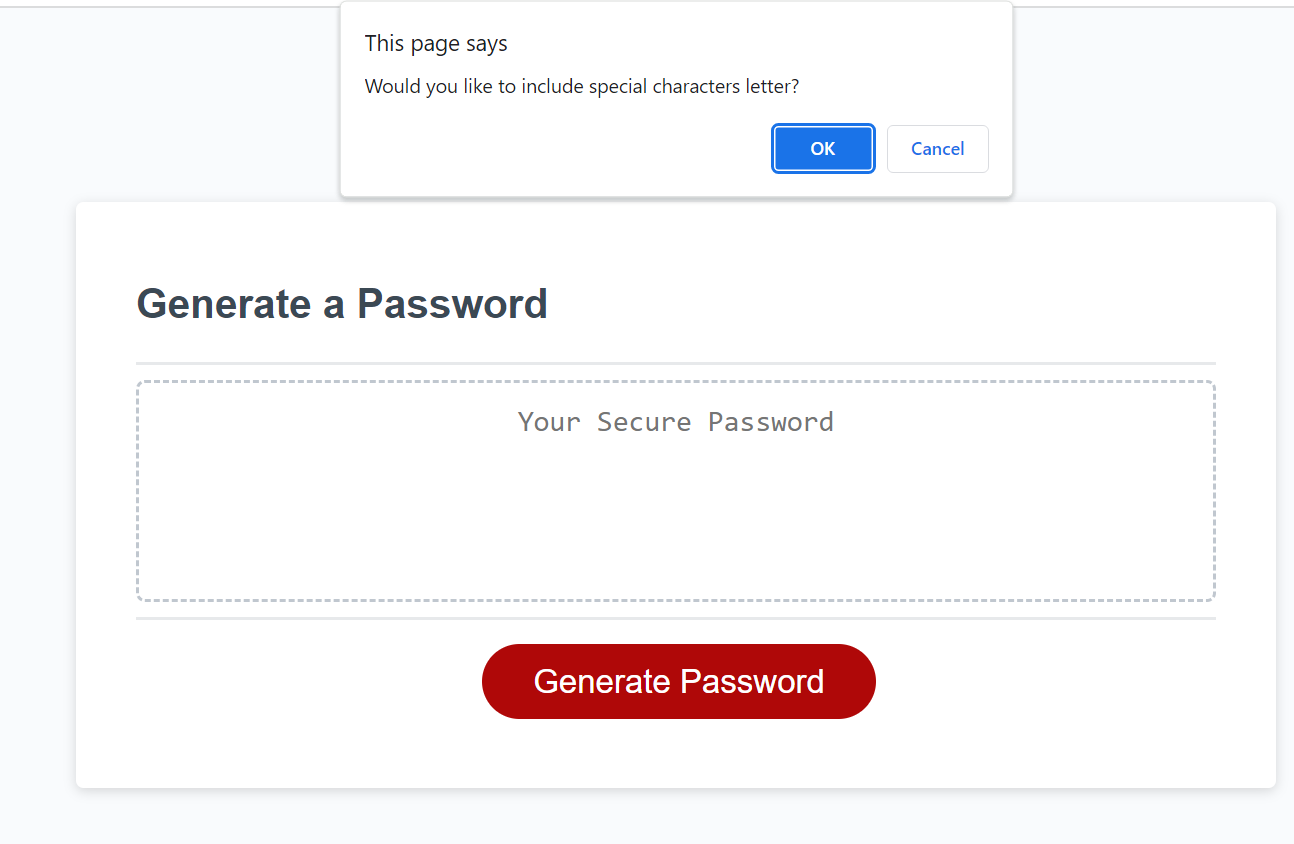 This page says
Would you like to include special characters letter?
OK
Cancel
Generate a Password
Your Secure Password
Generate Password